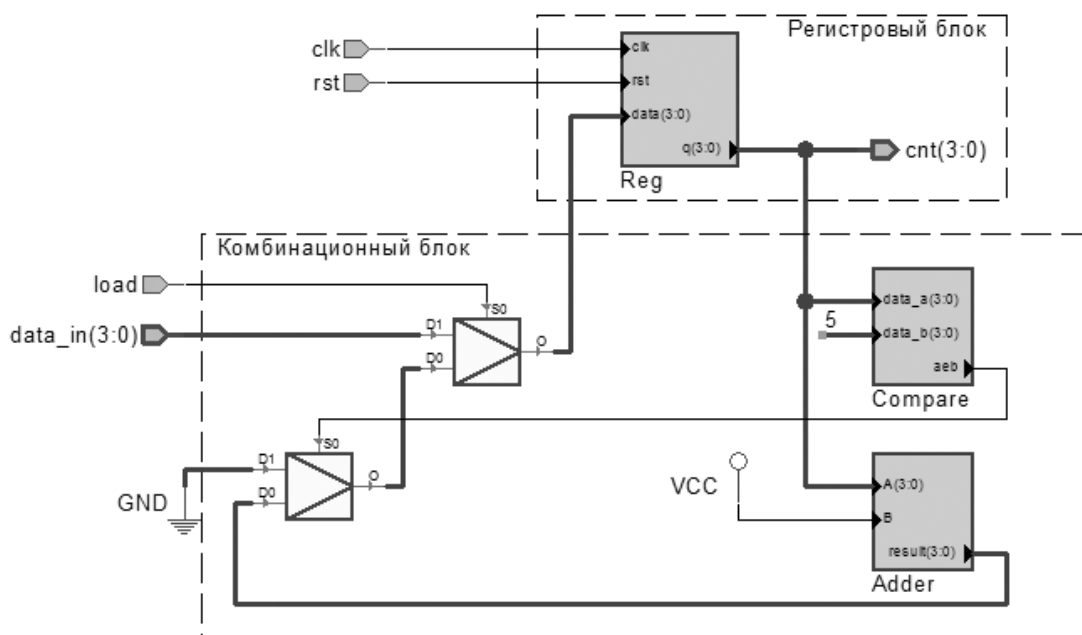 Регистровый блок
clk
clk
rst
rst
data(3:0)
q(3:0)
cnt(3:0)
Reg
Комбинационный блок
load
S0
data_in(3:0)
D1
D0
O
data_a(3:0)
5
data_b(3:0)
aeb
Compare
S0
D1
D0
O
GND
VCC
A(3:0)
B
result(3:0)
Adder